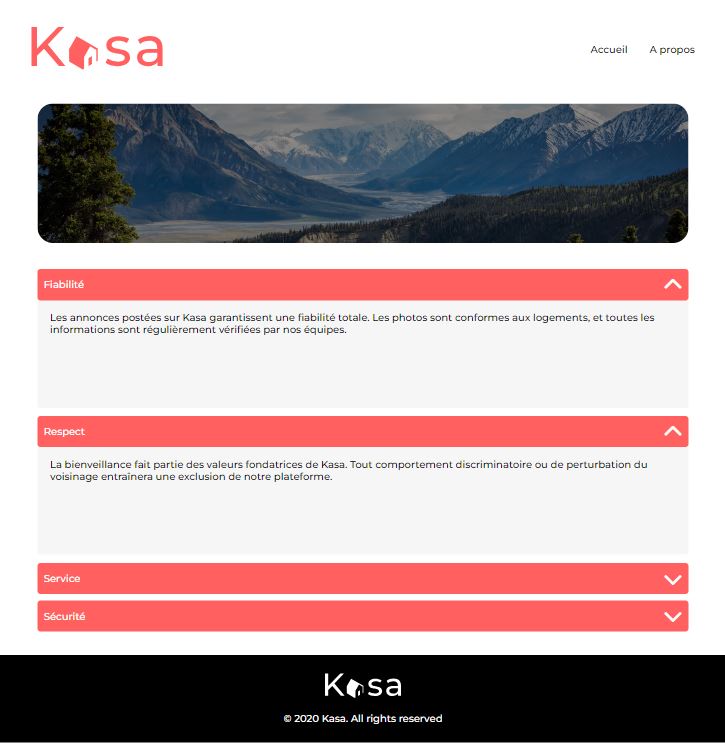 Kasa
Accueil A propos
Fiabilité
Les annonces postées sur Kasa garantissent une fiabilité totale. Les photos sont conformes aux logements, et toutes les
informations sont régulièrement vérifiées par nos équipes.
Respect
La bienveillance fait partie des valeurs fondatrices de Kasa. Tout comportement discriminatoire ou de perturbation du
voisinage entraînera une exclusion de notre plateforme.
Service
Sécurité
Kasa
© 2020 Kasa. All rights reserved